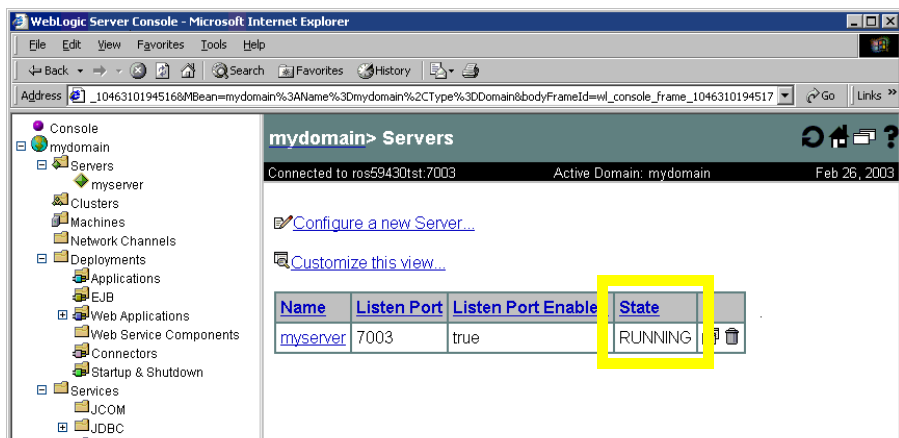 WebLogic Server Console - Microsoft Internet Explorer
File Edit View Favorites Tools Help
Back Search Favorites History
Address _1046310194516&MBean=mydomain%3AName%3Dmydomain%2CType%3DDomain&bodyFrameId=wl_console_frame_1046310194517 Go Links »
Console
mydomain
Servers
myserver
Clusters
Machines
Network Channels
Deployments
Applications
EJB
Web Applications
Web Service Components
Connectors
Startup & Shutdown
Services
JCOM
JDBC
mydomain> Servers
Connected to ros59430tst:7003 Active Domain: mydomain Feb 26, 2003
Configure a new Server...
Customize this view...
Name Listen Port Listen Port Enable State
myserver 7003 true RUNNING